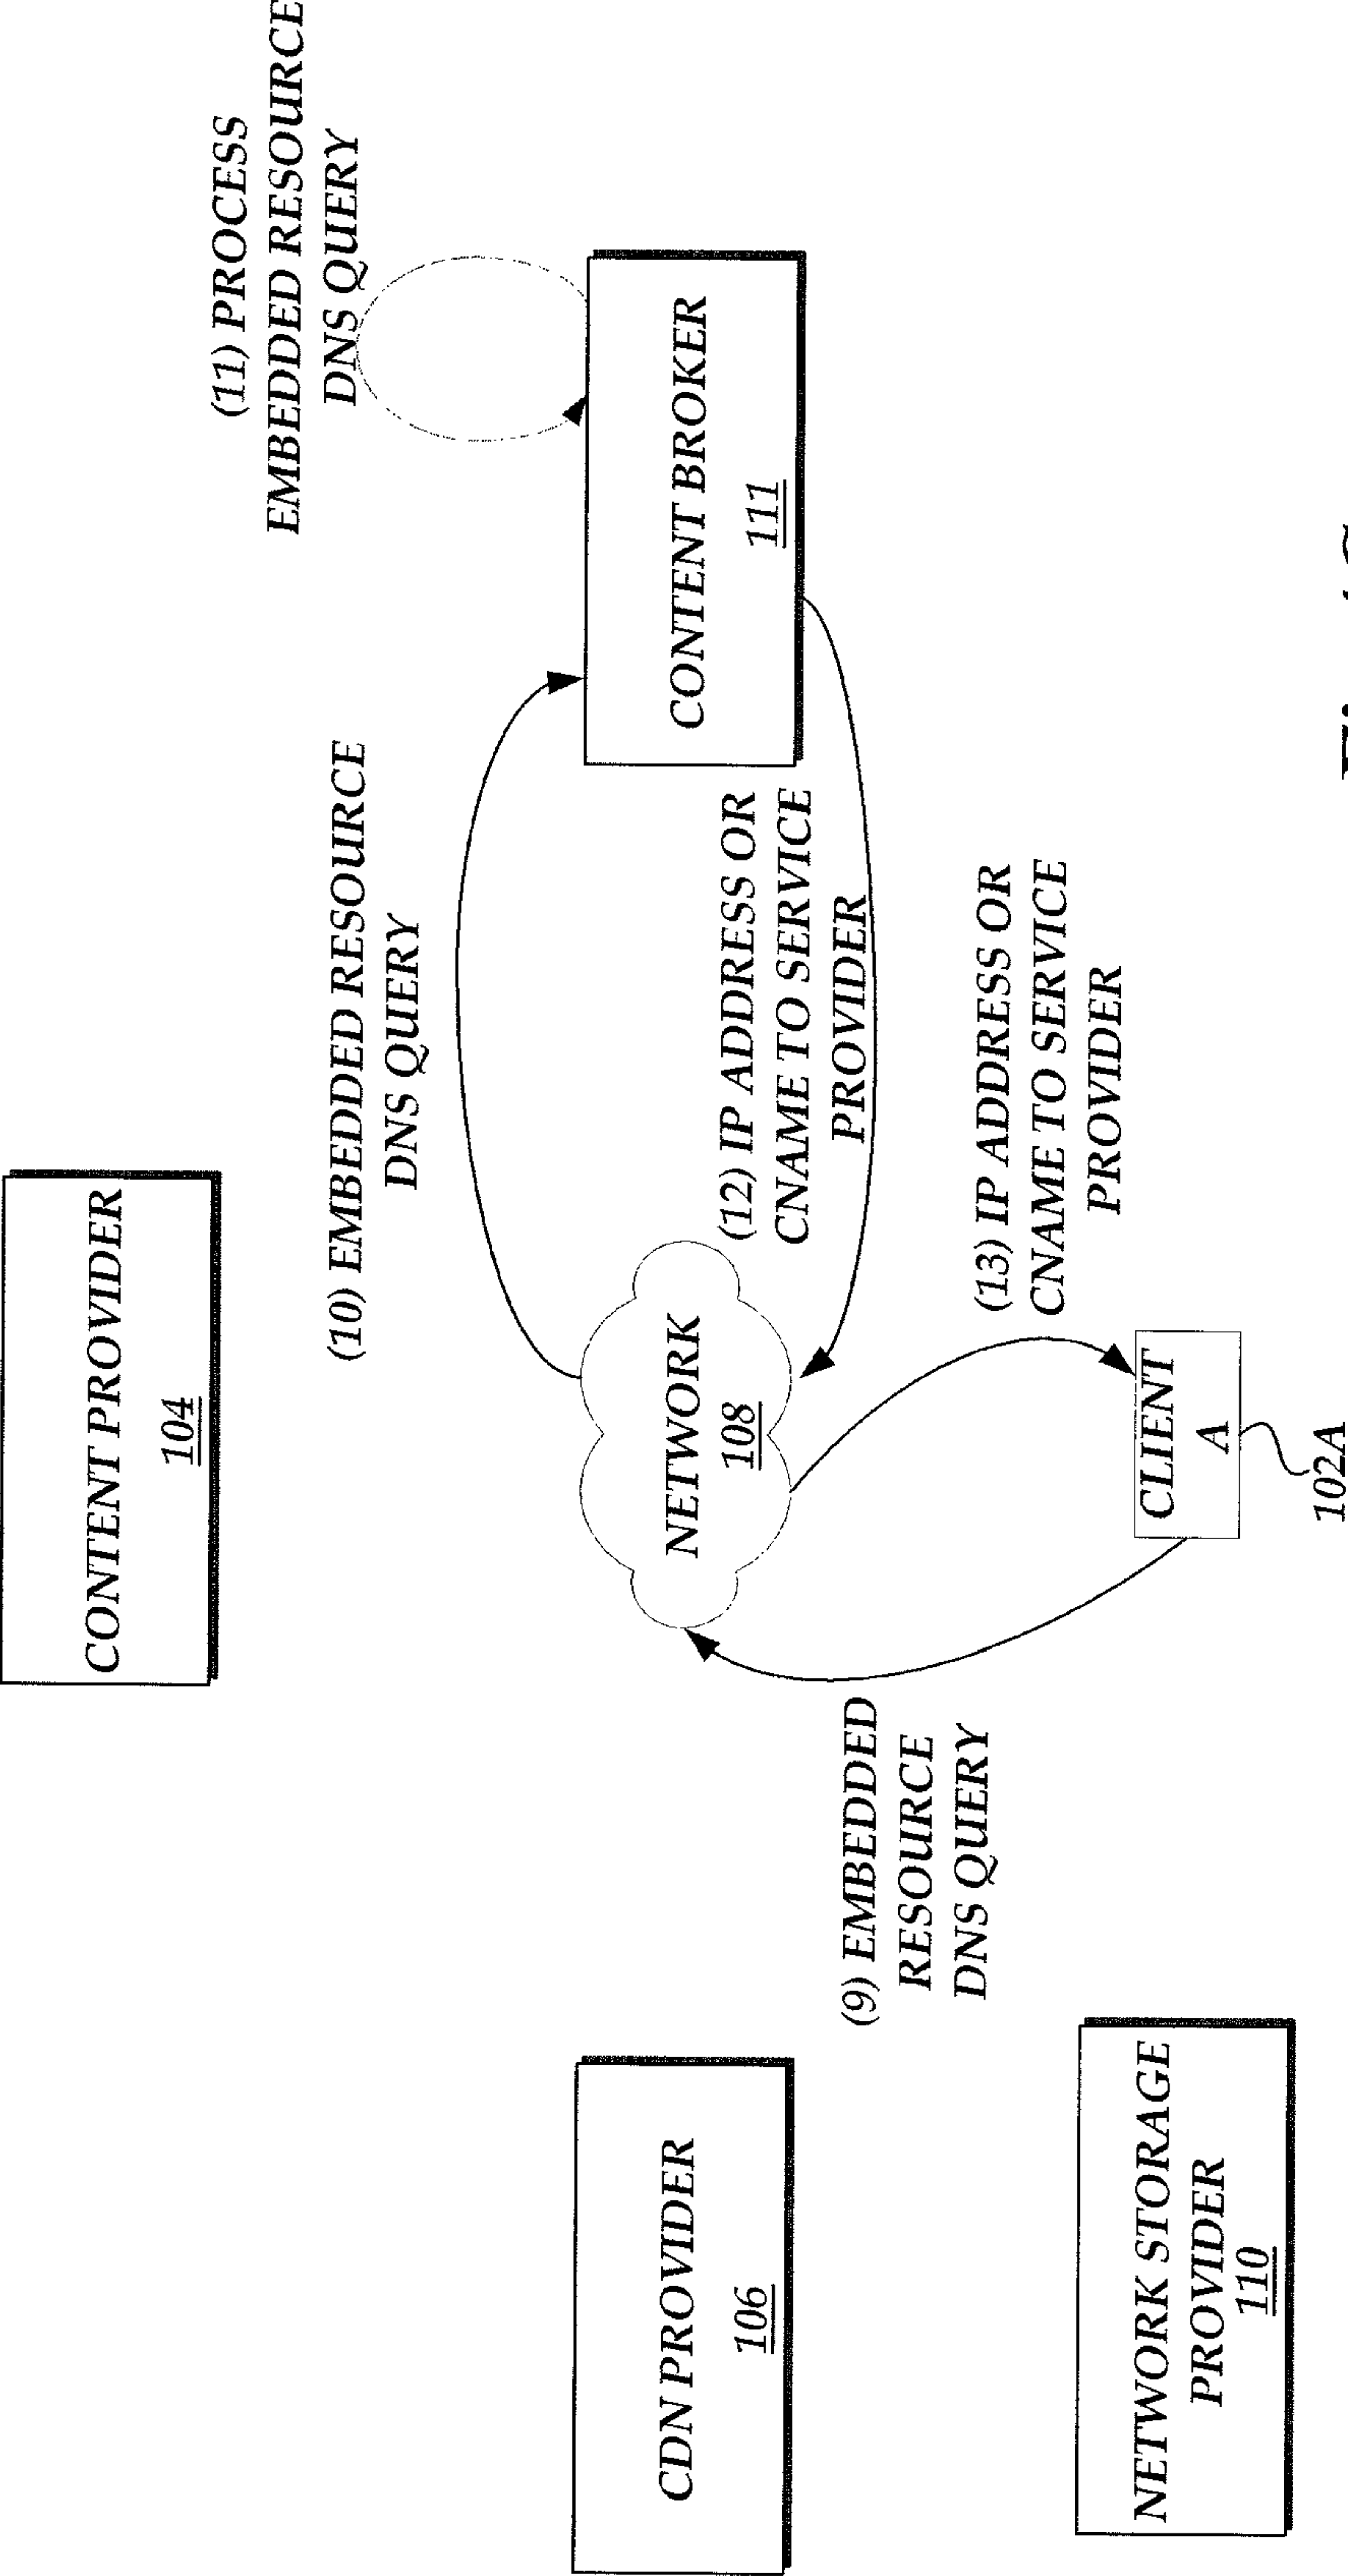 CONTENT PROVIDER
104
(11) PROCESS
EMBEDDED RESOURCE
DNS QUERY
(10) EMBEDDED RESOURCE
DNS QUERY
CDN PROVIDER
106
NETWORK
108
CONTENT BROKER
111
(12) IP ADDRESS OR
CNAME TO SERVICE
PROVIDER
(9) EMBEDDED
RESOURCE
DNS QUERY
(13) IP ADDRESS OR
CNAME TO SERVICE
PROVIDER
NETWORK STORAGE
PROVIDER
110
CLIENT
A
102A